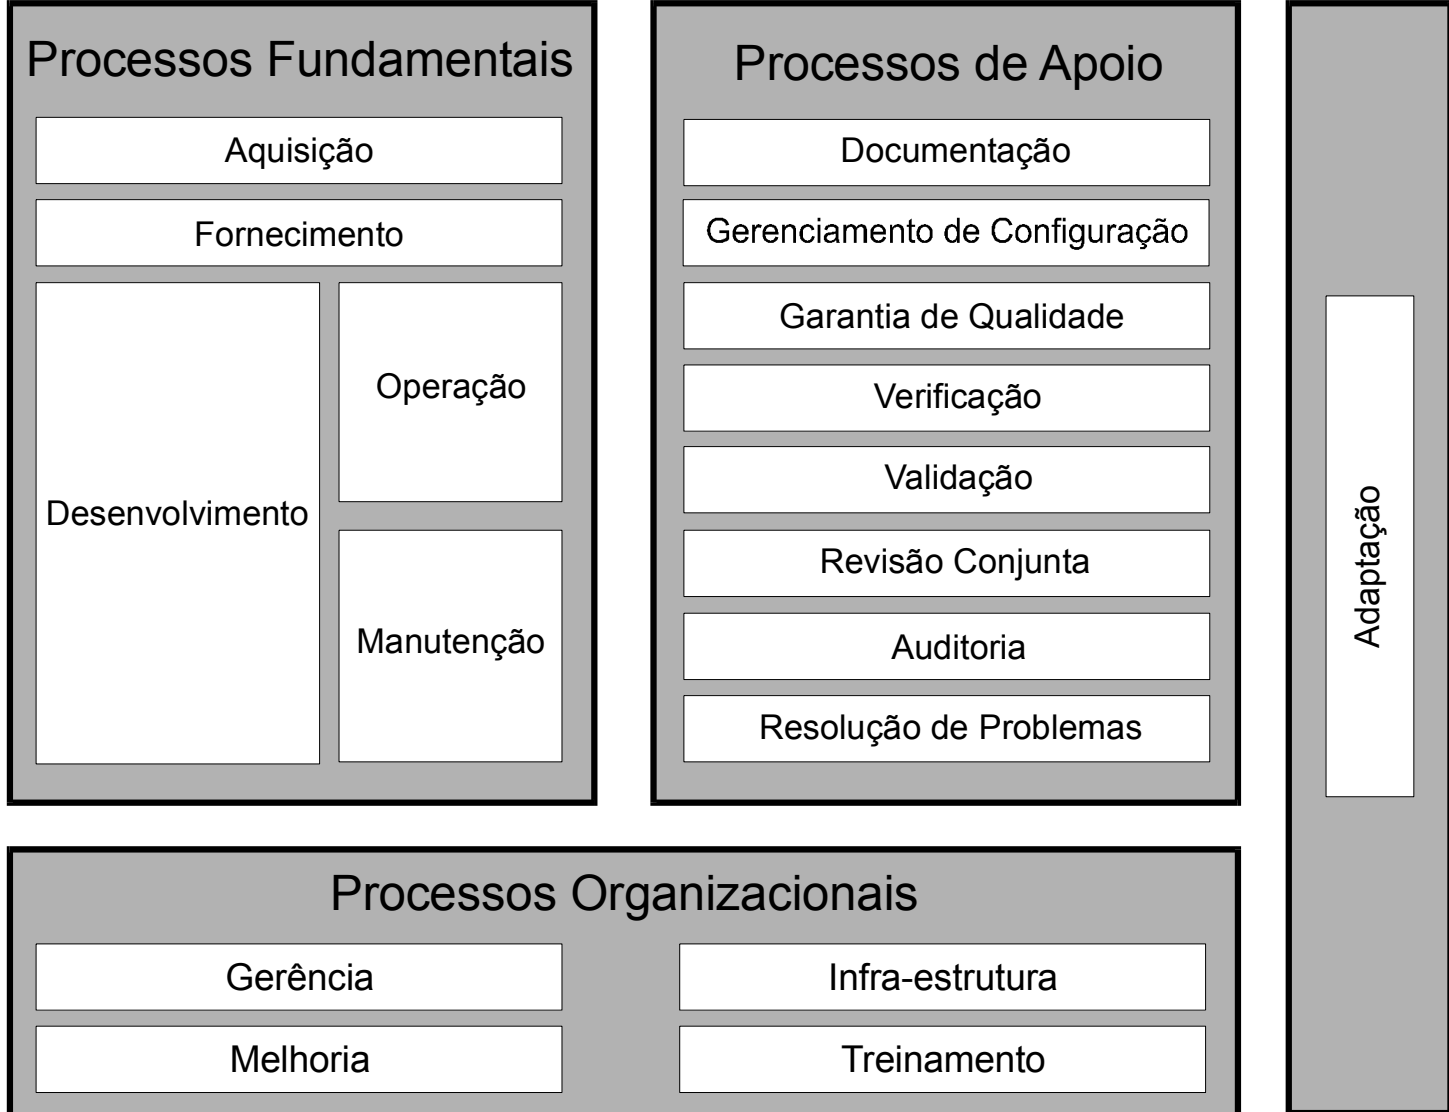 Processos Fundamentais
Aquisição
Fornecimento
Desenvolvimento
Operação
Manutenção
Processos de Apoio
Documentação
Gerenciamento de Configuração
Garantia de Qualidade
Verificação
Validação
Revisão Conjunta
Auditoria
Resolução de Problemas
Adaptação
Processos Organizacionais
Gerência
Infra-estrutura
Melhoria
Treinamento